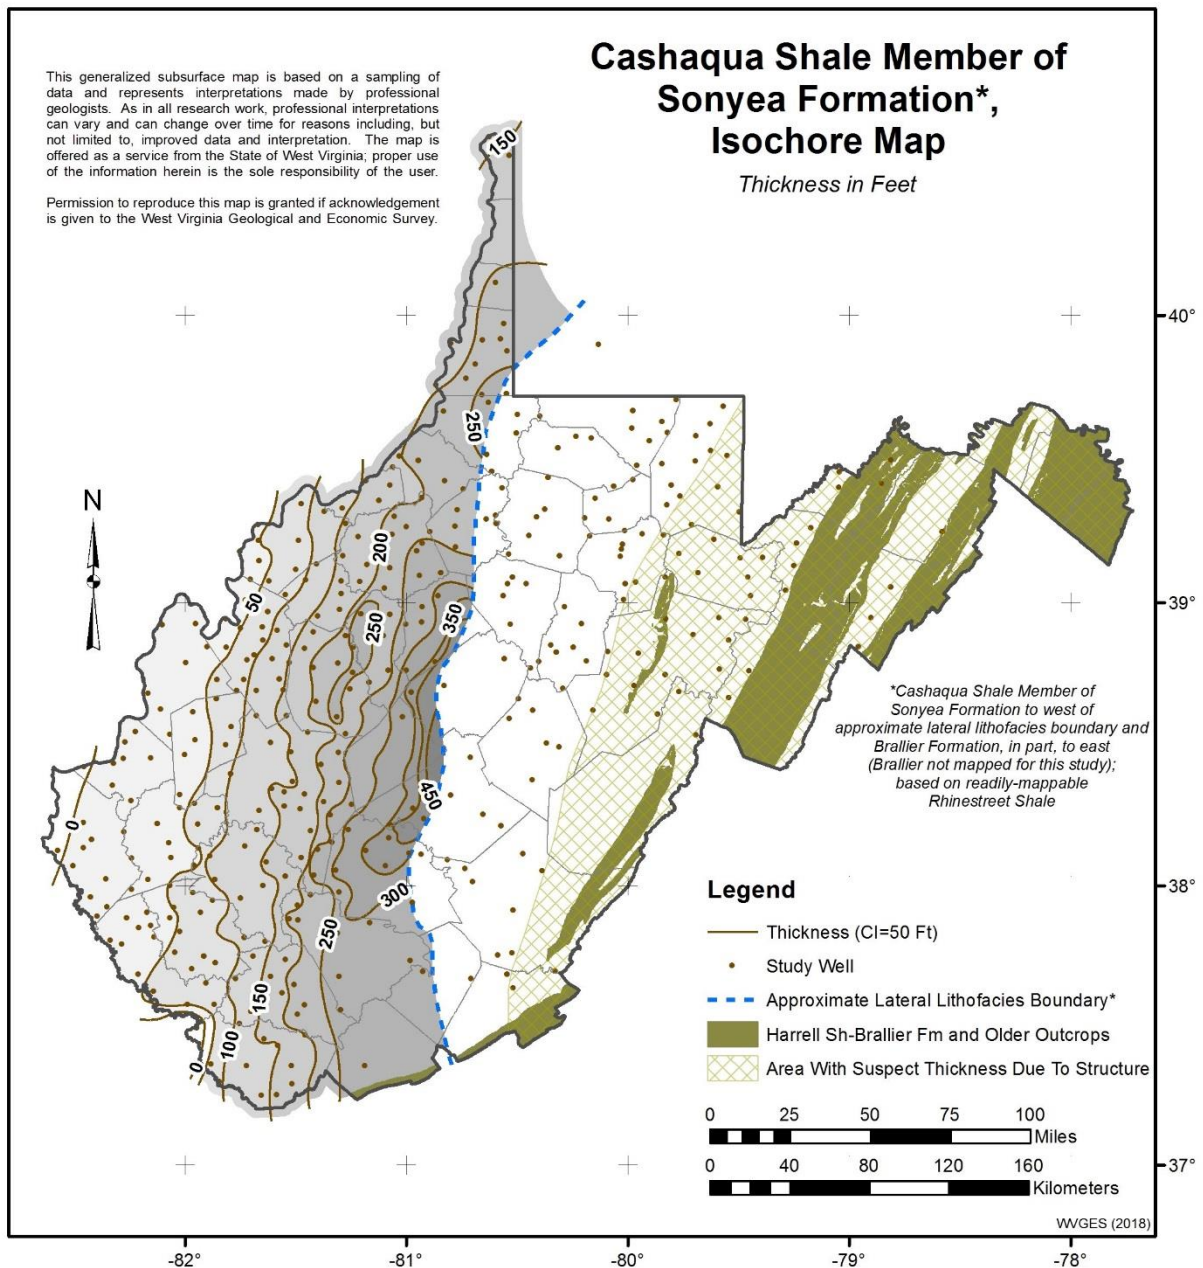 Cashaqua Shale Member of
Sonyea Formation*,
Isochore Map
Thickness in Feet
This generalized subsurface map is based on a sampling of
data and represents interpretations made by professional
geologists. As in all research work, professional interpretations
can vary and can change over time for reasons including, but
not limited to, improved data and interpretation. The map is
offered as a service from the State of West Virginia; proper use
of the information herein is the sole responsibility of the user.
Permission to reproduce this map is granted if acknowledgement
is given to the West Virginia Geological and Economic Survey.
150
40°
250
N
200
50
250
350
39°
*Cashaqua Shale Member of
Sonyea Formation to west of
approximate lateral lithofacies boundary and
Brallier Formation, in part, to east
(Brallier not mapped for this study);
based on readily-mappable
Rhinestreet Shale
450
0
300
38°
250
150
100
0
Legend
Thickness (CI=50 Ft)
Study Well
Approximate Lateral Lithofacies Boundary*
Harrell Sh-Brallier Fm and Older Outcrops
Area With Suspect Thickness Due To Structure
0 25 50 75 100
Miles
0 40 80 120 160
Kilometers
37°
WVGES (2018)
-82° -81° -80° -79° -78°